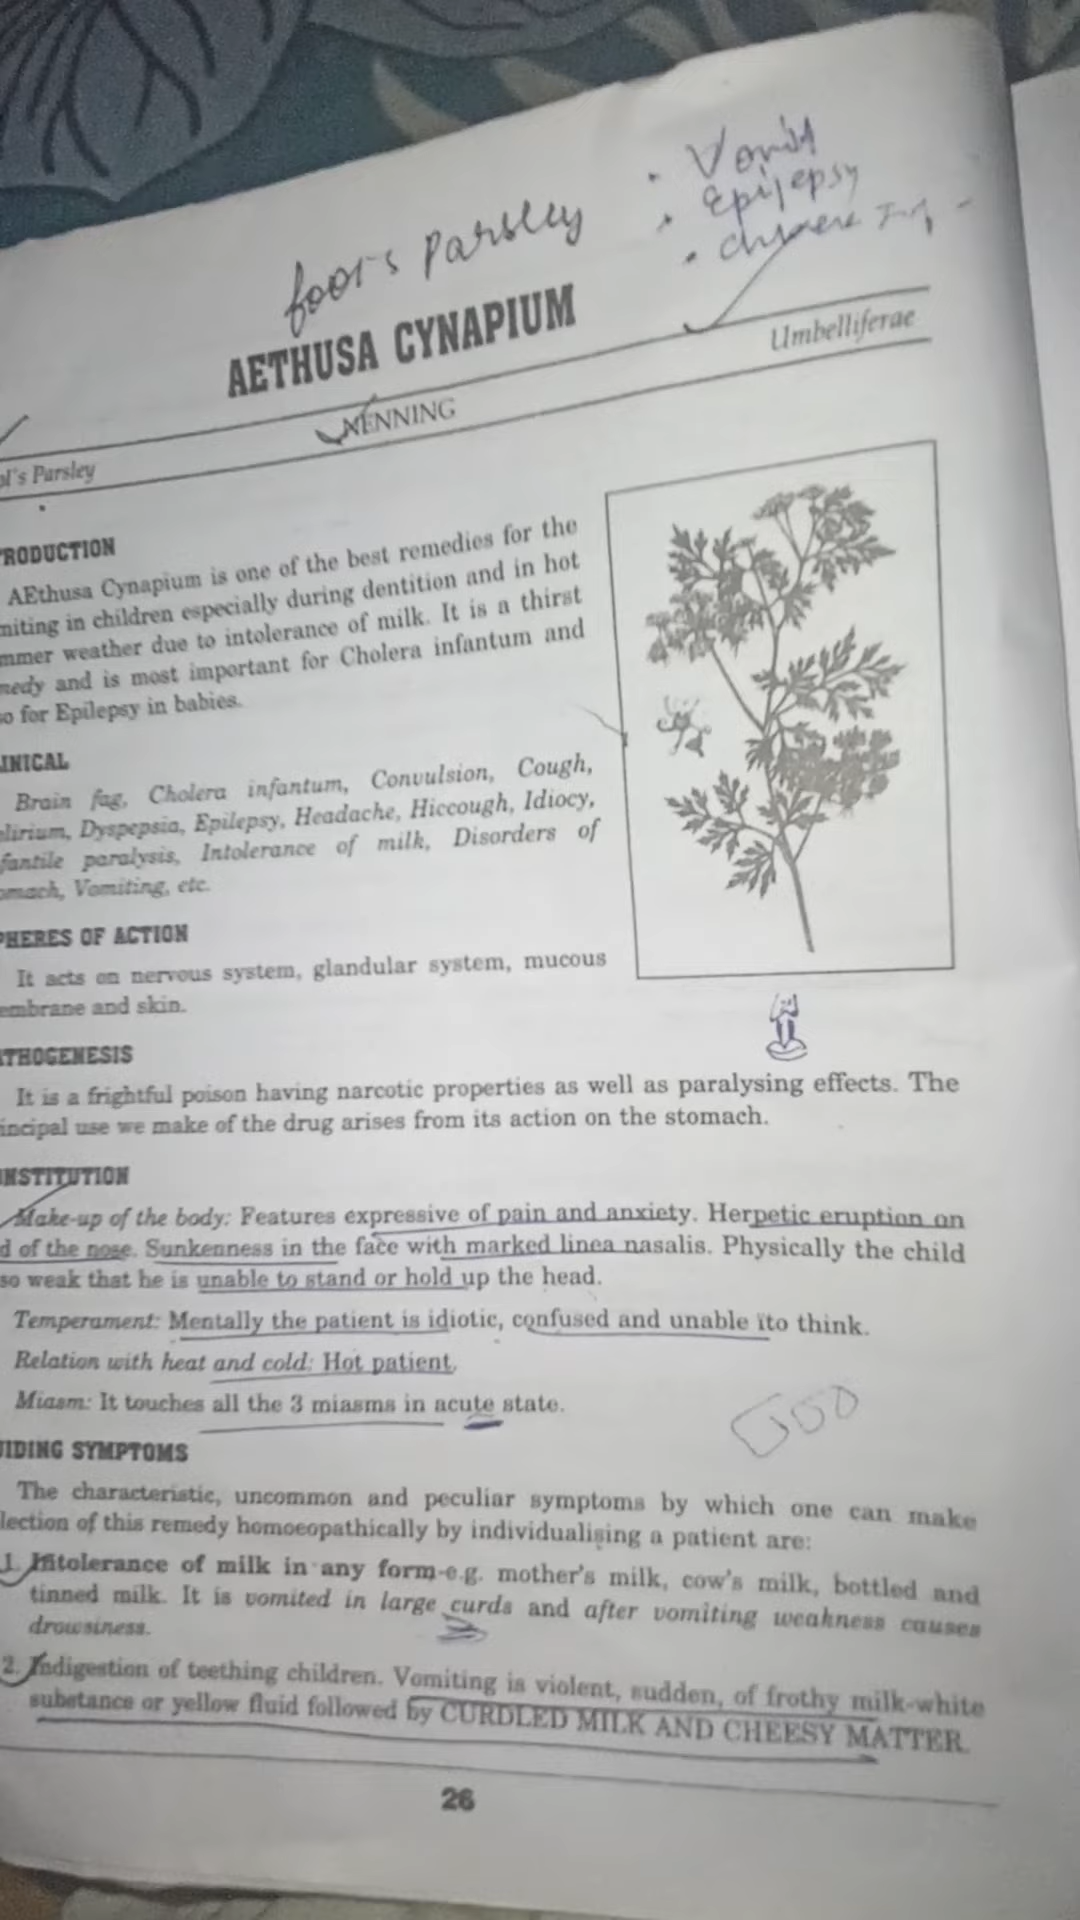 fool's Parsley
• Vomit
• Epilepsy
•
AETHUSA CYNAPIUM
ol's Parsley
NENNING
Umbelliferae
RODUCTION
AEthusa Cynapium is one of the best remedies for the
miting in children especially during dentition and in hot
mmer weather due to intolerance of milk. It is a thirst
medy and is most important for Cholera infantum and
so for Epilepsy in babies.
INICAL
Brain fag, Cholera infantum, Convulsion, Cough,
elirium, Dyspepsia, Epilepsy, Headache, Hiccough, Idiocy,
fantile paralysis, Intolerance of milk, Disorders of
omach, Vomiting, etc.
PHERES OF ACTION
It acts on nervous system, glandular system, mucous
embrane and skin.
ATHOGENESIS
It is a frightful poison having narcotic properties as well as paralysing effects. The
incipal use we make of the drug arises from its action on the stomach.
ONSTITUTION
Make-up of the body: Features expressive of pain and anxiety. Herpetic eruption on
d of the nose. Sunkenness in the face with marked linea nasalis. Physically the child
so weak that he is unable to stand or hold up the head.
Temperament: Mentally the patient is idiotic, confused and unable ito think.
Relation with heat and cold: Hot patient.
Miasm: It touches all the 3 miasms in acute state.
UIDING SYMPTOMS
The characteristic, uncommon and peculiar symptoms by which one can make
lection of this remedy homoeopathically by individualising a patient are:
1. Intolerance of milk in any form-e.g. mother's milk, cow's milk, bottled and
tinned milk. It is vomited in large curds and after vomiting weakness causes
drowsiness.
2. Indigestion of teething children. Vomiting is violent, sudden, of frothy milk-white
substance or yellow fluid followed by CURDLED MILK AND CHEESY MATTER.
26